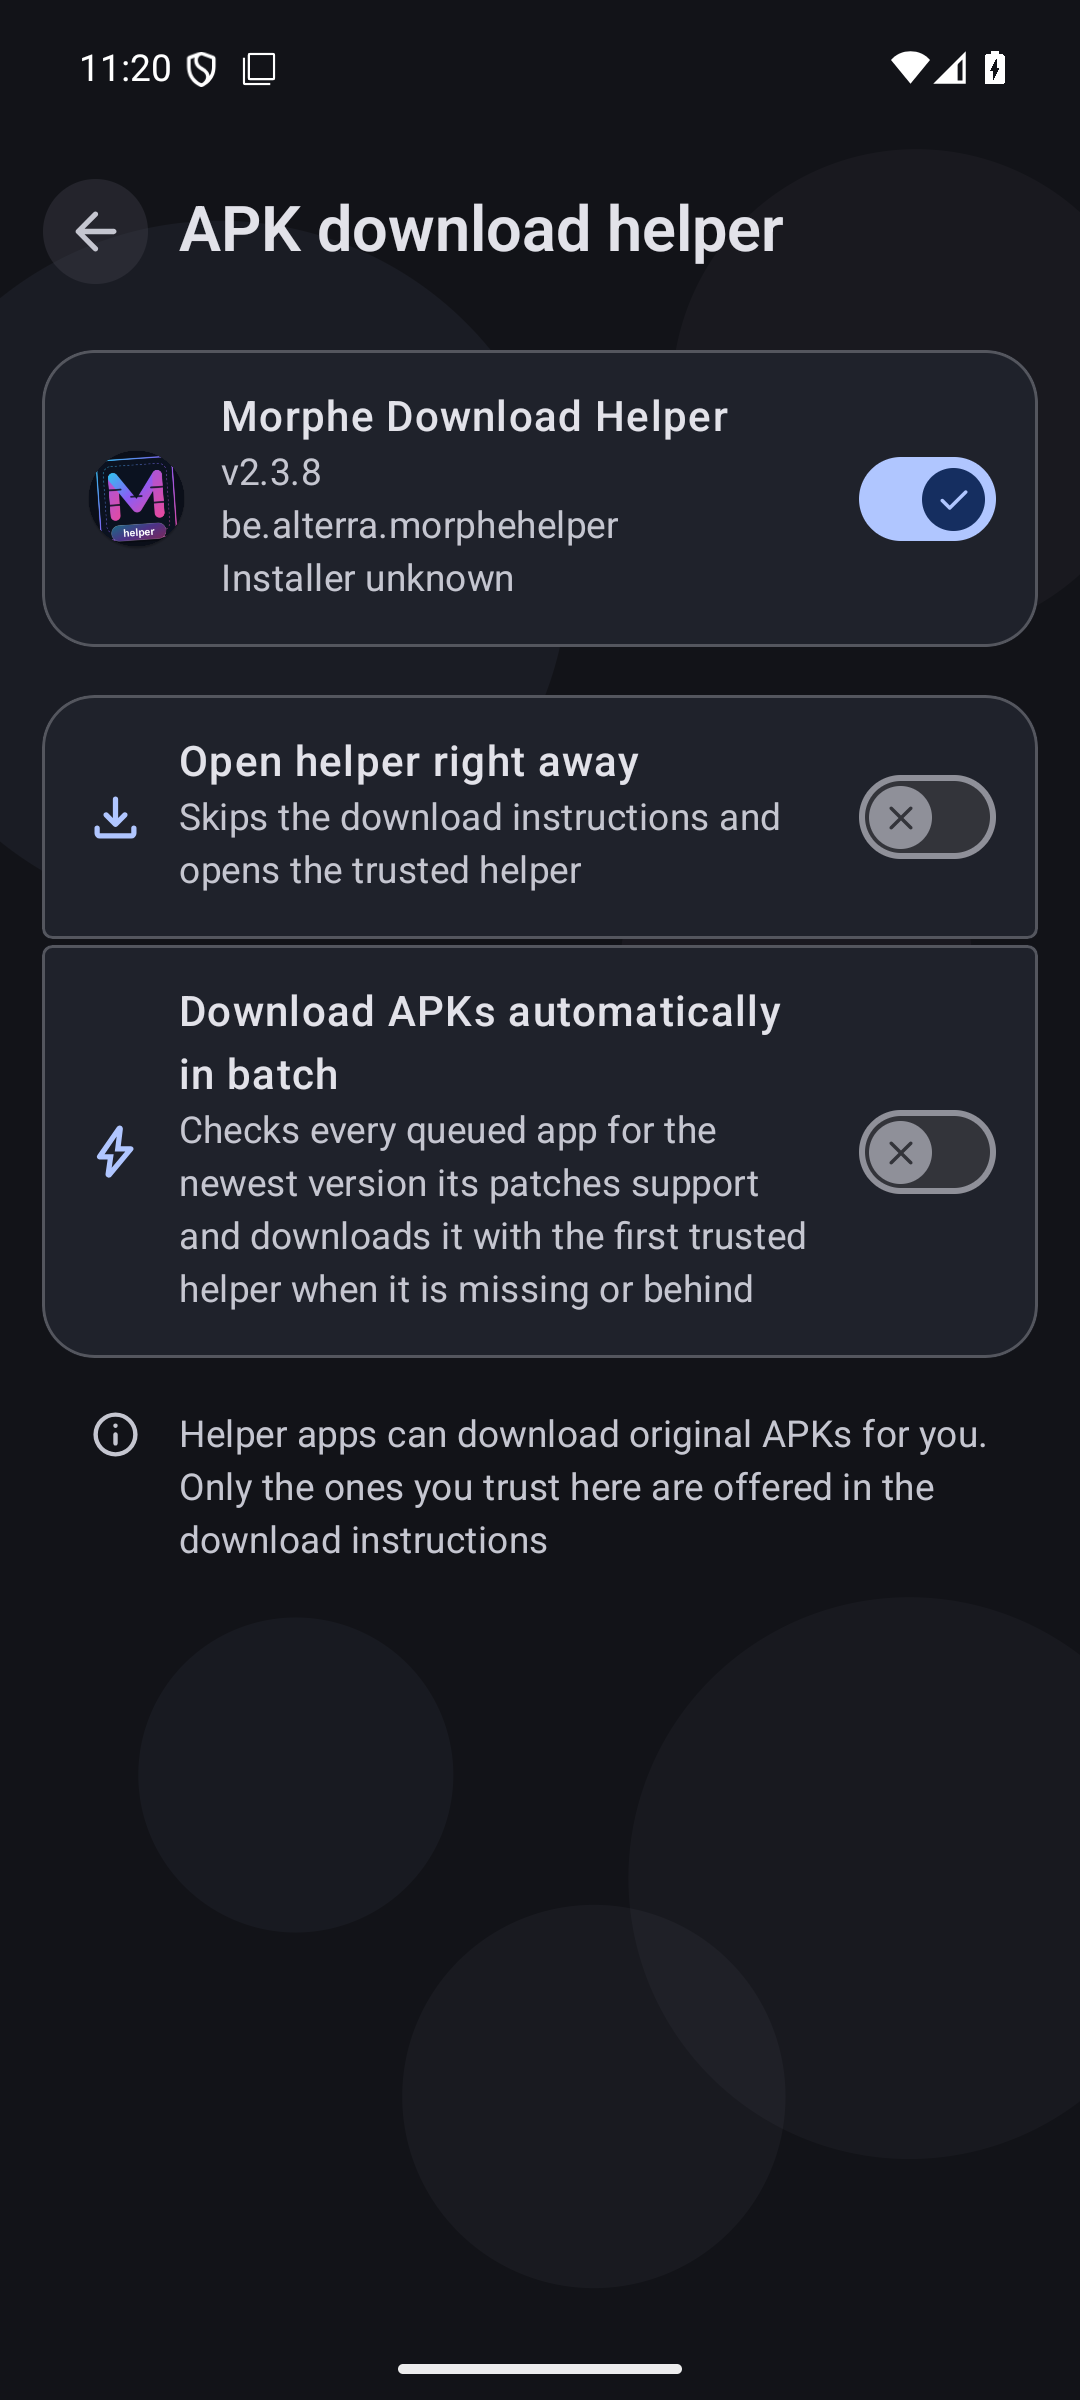 11:20
APK download helper
Morphe Download Helper
v2.3.8
be.alterra.morphehelper
Installer unknown
helper
Open helper right away
Skips the download instructions and
opens the trusted helper
Download APKs automatically
in batch
Checks every queued app for the
newest version its patches support
and downloads it with the first trusted
helper when it is missing or behind
Helper apps can download original APKs for you.
Only the ones you trust here are offered in the
download instructions